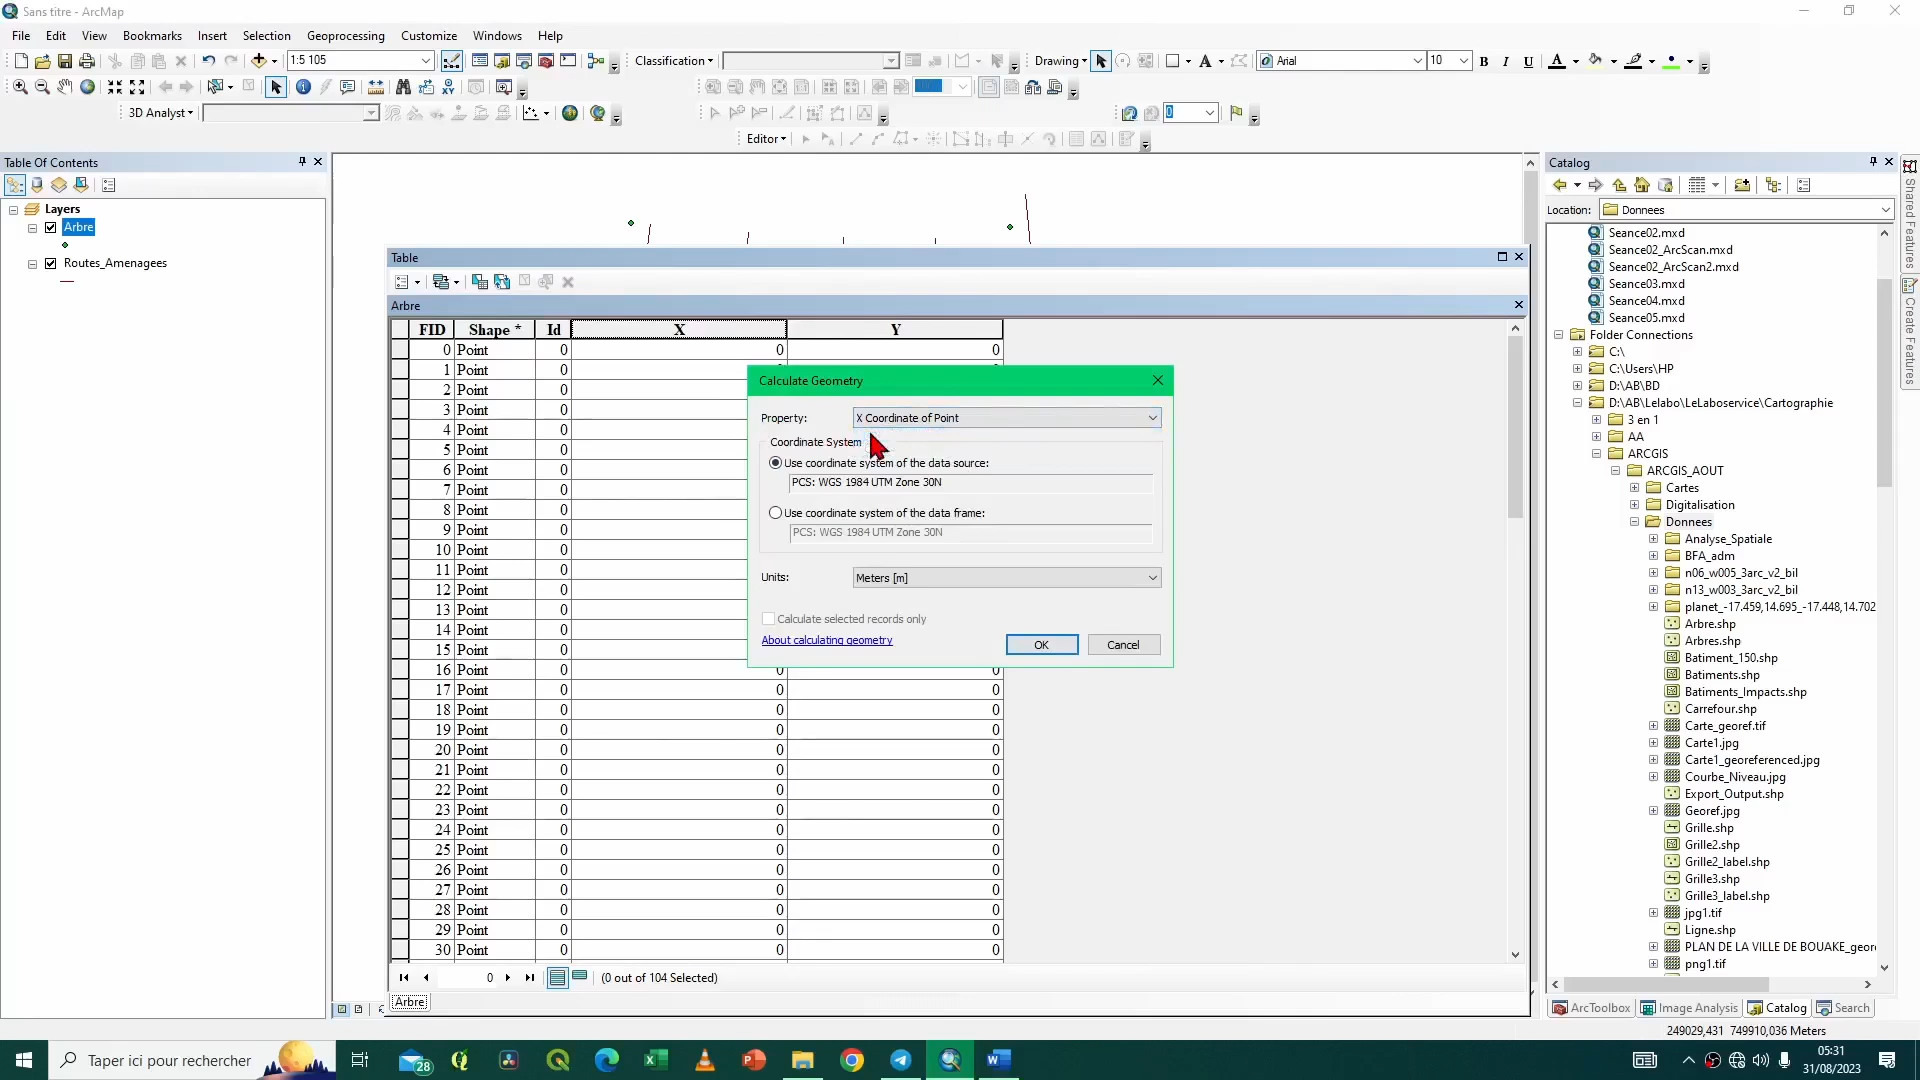 Sans titre - ArcMap
File Edit View Bookmarks Insert Selection Geoprocessing Customize Windows Help
1:5 105
Classification
Drawing
Arial
10
B I U
3D Analyst
0
Editor
Table Of Contents
Layers
Arbre
Routes_Amenagees
Table
Arbre
FID Shape * Id X Y
0 Point 0 0 0
1 Point 0
2 Point 0
3 Point 0
4 Point 0
5 Point 0
6 Point 0
7 Point 0
8 Point 0
9 Point 0
10 Point 0
11 Point 0
12 Point 0
13 Point 0
14 Point 0
15 Point 0
16 Point 0 0 0
17 Point 0 0 0
18 Point 0 0 0
19 Point 0 0 0
20 Point 0 0 0
21 Point 0 0 0
22 Point 0 0 0
23 Point 0 0 0
24 Point 0 0 0
25 Point 0 0 0
26 Point 0 0 0
27 Point 0 0 0
28 Point 0 0 0
29 Point 0 0 0
30 Point 0 0 0
0
(0 out of 104 Selected)
Arbre
Calculate Geometry
Property: X Coordinate of Point
Coordinate System
Use coordinate system of the data source:
PCS: WGS 1984 UTM Zone 30N
Use coordinate system of the data frame:
PCS: WGS 1984 UTM Zone 30N
Units: Meters [m]
Calculate selected records only
About calculating geometry
OK Cancel
Catalog
Location: Donnees
Seance02.mxd
Seance02_ArcScan.mxd
Seance02_ArcScan2.mxd
Seance03.mxd
Seance04.mxd
Seance05.mxd
Folder Connections
C:\
C:\Users\HP
D:\AB\BD
D:\AB\Lelabo\LeLaboservice\Cartographie
3 en 1
AA
ARCGIS
ARCGIS_AOUT
Cartes
Digitalisation
Donnees
Analyse_Spatiale
BFA_adm
n06_w005_3arc_v2_bil
n13_w003_3arc_v2_bil
planet_-17.459,14.695_-17.448,14.702
Arbre.shp
Arbres.shp
Batiment_150.shp
Batiments.shp
Batiments_Impacts.shp
Carrefour.shp
Carte_georef.tif
Carte1.jpg
Carte1_georeferenced.jpg
Courbe_Niveau.jpg
Export_Output.shp
Georef.jpg
Grille.shp
Grille2.shp
Grille2_label.shp
Grille3.shp
Grille3_label.shp
jpg1.tif
Ligne.shp
PLAN DE LA VILLE DE BOUAKE_geor
png1.tif
ArcToolbox Image Analysis Catalog Search
Shared Features
Create Features
249029,431 749910,036 Meters
Taper ici pour rechercher
28
05:31
31/08/2023